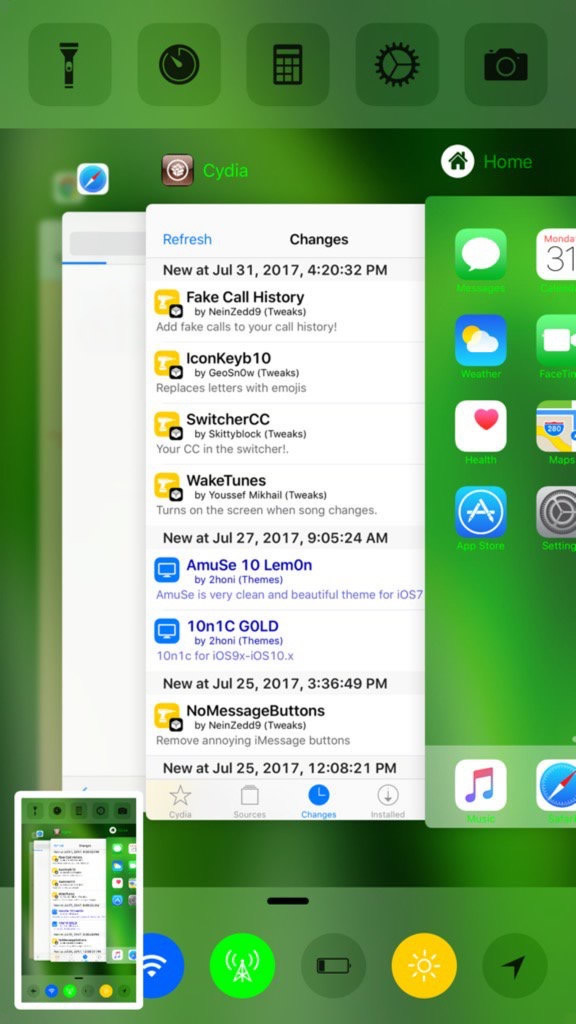 Cydia
Home
Refresh
Changes
New at Jul 31, 2017, 4:20:32 PM
Fake Call History
by NeinZedd9 (Tweaks)
Add fake calls to your call history!
IconKeyb10
by GeoSn0w (Tweaks)
Replaces letters with emojis
SwitcherCC
by Skittyblock (Tweaks)
Your CC in the switcher!.
WakeTunes
by Youssef Mikhail (Tweaks)
Turns on the screen when song changes.
New at Jul 27, 2017, 9:05:24 AM
AmuSe 10 Lem0n
by 2honi (Themes)
AmuSe is very clean and beautiful theme for iOS7
10n1C G0LD
by 2honi (Themes)
10n1c for iOS9x-iOS10.x
New at Jul 25, 2017, 3:36:49 PM
NoMessageButtons
by NeinZedd9 (Tweaks)
Remove annoying iMessage buttons
New at Jul 25, 2017, 12:08:21 PM
Cydia
Sources
Changes
Installed
Messages
Monda
31
Weather
FaceTim
Health
280
Maps
App Store
Setting
Music
Safari